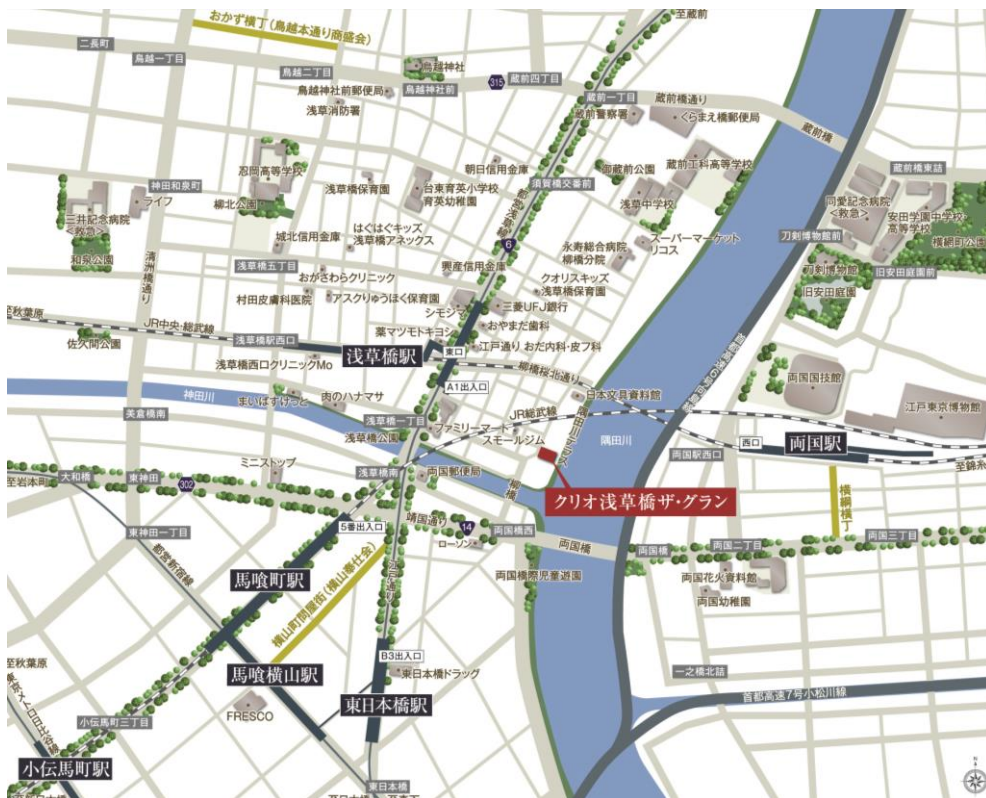 至蔵前
おかず横丁(鳥越本通り商盛会)
二長町
鳥越一丁目
鳥越二丁目
鳥越神社
鳥越神社前郵便局
鳥越神社前
315
蔵前四丁目
浅草消防署
蔵前一丁目
蔵前橋通り
蔵前警察署
くらまえ橋郵便局
蔵前橋
蔵前橋東詰
忍岡高等学校
朝日信用金庫
御蔵前公園
蔵前工科高等学校
神田和泉町
ライフ
柳北公園
浅草橋保育園
台東育英小学校
育英幼稚園
須賀橋交番前
浅草中学校
同愛記念病院
<救急>
安田学園中学校・
高等学校
三井記念病院
<救急>
和泉公園
清洲橋通り
城北信用金庫
はぐはぐキッズ
浅草橋アネックス
都営浅草線
6
永寿総合病院
柳橋分院
スーパーマーケット
リコス
刀剣博物館前
横網町公園
浅草橋五丁目
おがさわらクリニック
興産信用金庫
クオリスキッズ
浅草橋保育園
刀剣博物館
旧安田庭園前
旧安田庭園
村田皮膚科医院
アスクりゅうほく保育園
シモジマ
三菱UFJ銀行
至秋葉原
JR中央・総武線
薬マツモトキヨシ
おやまだ歯科
佐久間公園
浅草橋駅西口
浅草橋駅
東口
江戸通り おだ内科・皮フ科
浅草橋西口クリニックMo
柳橋桜北通り
A1出入口
日本文具資料館
両国国技館
江戸東京博物館
神田川
まいばすけっと
肉のハナマサ
美倉橋南
浅草橋一丁目
ファミリーマート
JR総武線
隅田川テラス
隅田川
浅草橋公園
スモールジム
西口
両国駅
両国駅西口
至錦糸町
ミニストップ
浅草橋南
両国郵便局
柳橋
クリオ浅草橋ザ・グラン
至岩本町
大和橋
東神田
302
横綱横丁
東神田一丁目
5番出入口
靖国通り
14
両国橋西
ローソン
両国橋
両国橋
両国二丁目
両国三丁目
都営新宿線
馬喰町駅
横山町問屋街(横山奉仕会)
両国橋際児童遊園
両国花火資料館
両国幼稚園
B3出入口
東日本橋ドラッグ
馬喰横山駅
一之橋北詰
至秋葉原
東日本橋駅
首都高速7号小松川線
FRESCO
小伝馬町三丁目
小伝馬町駅
東日本橋
N